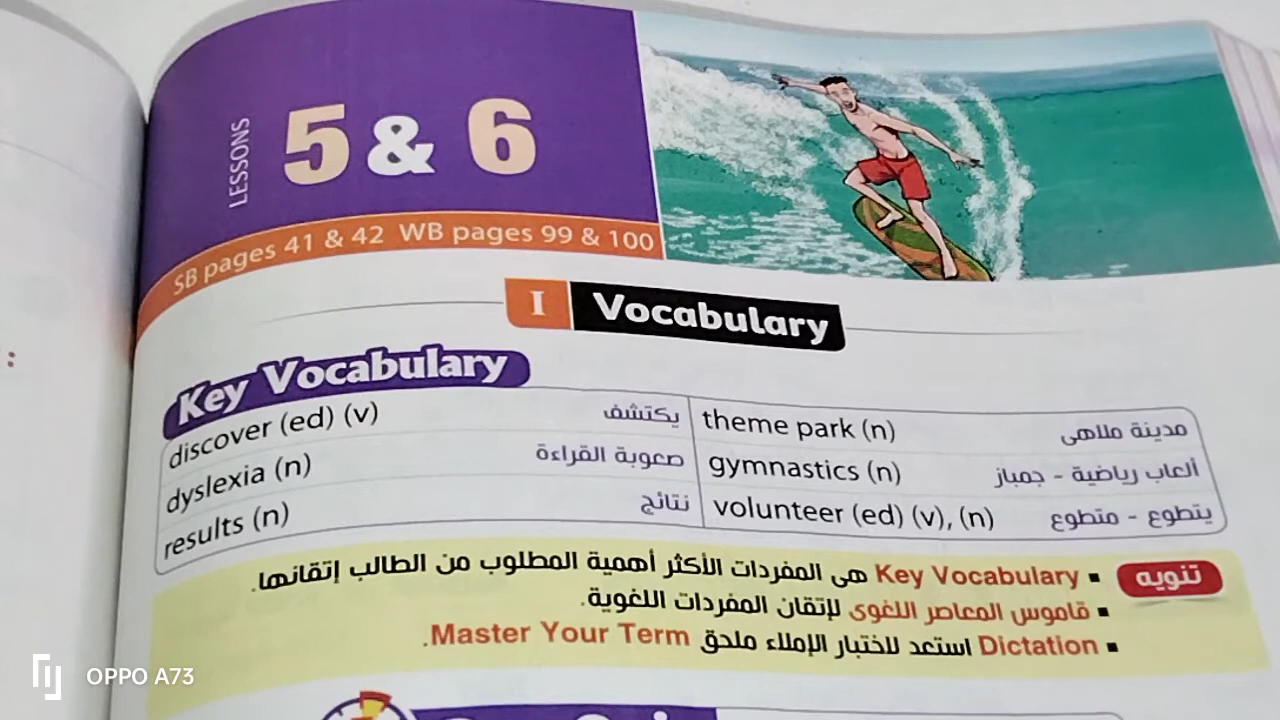 LESSONS
5 & 6
SB pages 41 & 42 WB pages 99 & 100
I Vocabulary
Key Vocabulary
discover (ed) (v) يكتشف
dyslexia (n) صعوبة القراءة
results (n) نتائج
theme park (n) مدينة ملاهى
gymnastics (n) ألعاب رياضية - جمباز
volunteer (ed) (v), (n) يتطوع - متطوع
تنويه
▪ Key Vocabulary هى المفردات الأكثر أهمية المطلوب من الطالب إتقانها.
▪ قاموس المعاصر اللغوى لإتقان المفردات اللغوية.
▪ Dictation استعد لاختبار الإملاء ملحق Master Your Term.
OPPO A73